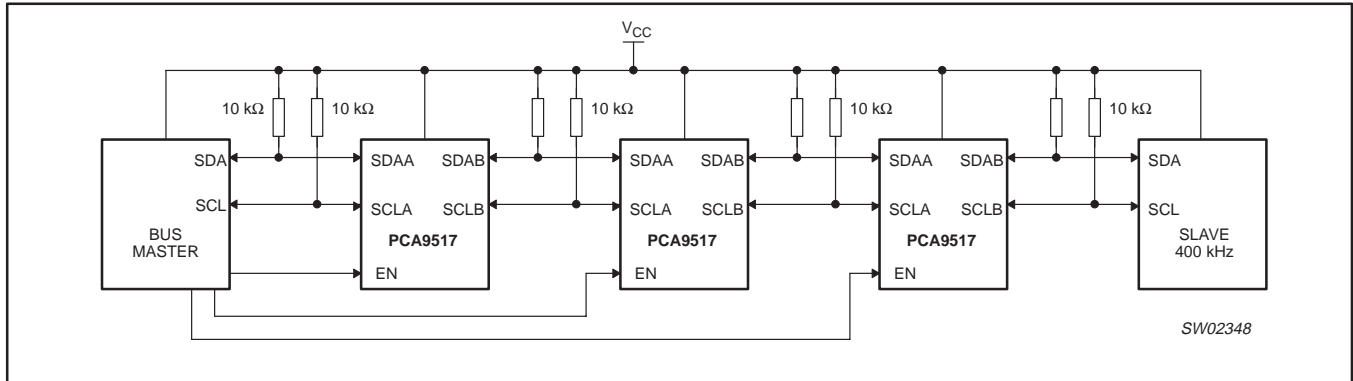 VCC
10 kΩ 10 kΩ 10 kΩ 10 kΩ 10 kΩ
SDA SDAA SDAB SDAA SDAB SDAA SDAB SDA
SCL SCLA SCLB SCLA SCLB SCLA SCLB SCL
BUS MASTER
PCA9517 PCA9517 PCA9517
SLAVE 400 kHz
EN EN EN
SW02348